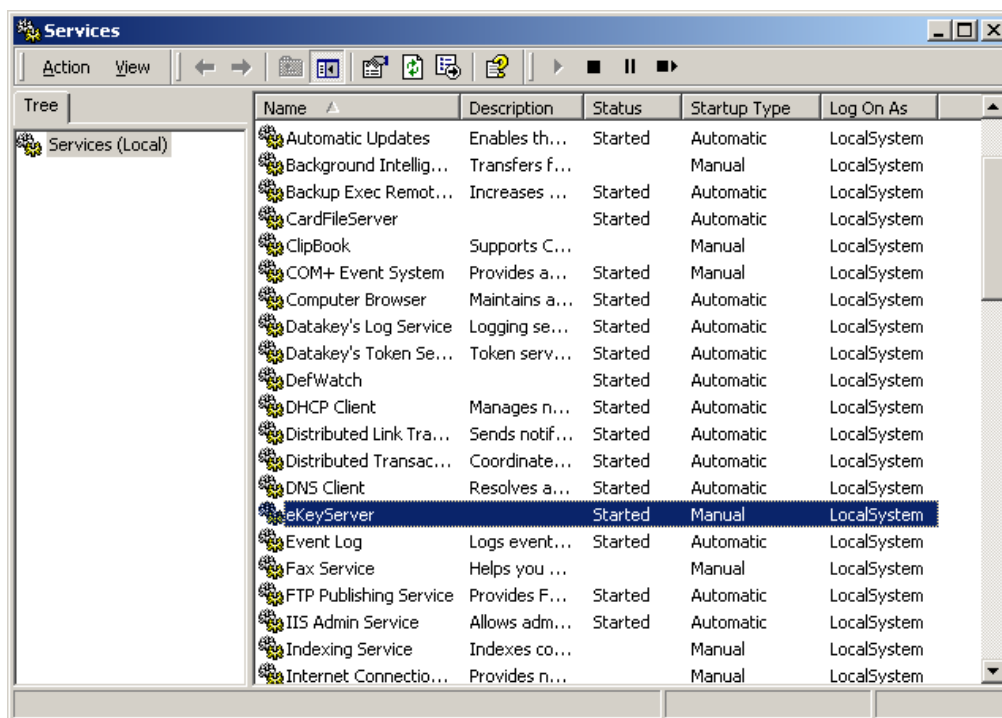 Services
Action View
Tree
Services (Local)
Name Description Status Startup Type Log On As
Automatic Updates Enables th... Started Automatic LocalSystem
Background Intellig... Transfers f... Manual LocalSystem
Backup Exec Remot... Increases ... Started Automatic LocalSystem
CardFileServer Started Automatic LocalSystem
ClipBook Supports C... Manual LocalSystem
COM+ Event System Provides a... Started Manual LocalSystem
Computer Browser Maintains a... Started Automatic LocalSystem
Datakey's Log Service Logging se... Started Automatic LocalSystem
Datakey's Token Se... Token serv... Started Automatic LocalSystem
DefWatch Started Automatic LocalSystem
DHCP Client Manages n... Started Automatic LocalSystem
Distributed Link Tra... Sends notif... Started Automatic LocalSystem
Distributed Transac... Coordinate... Started Automatic LocalSystem
DNS Client Resolves a... Started Automatic LocalSystem
eKeyServer Started Manual LocalSystem
Event Log Logs event... Started Automatic LocalSystem
Fax Service Helps you ... Manual LocalSystem
FTP Publishing Service Provides F... Started Automatic LocalSystem
IIS Admin Service Allows adm... Started Automatic LocalSystem
Indexing Service Indexes co... Manual LocalSystem
Internet Connectio... Provides n... Manual LocalSystem